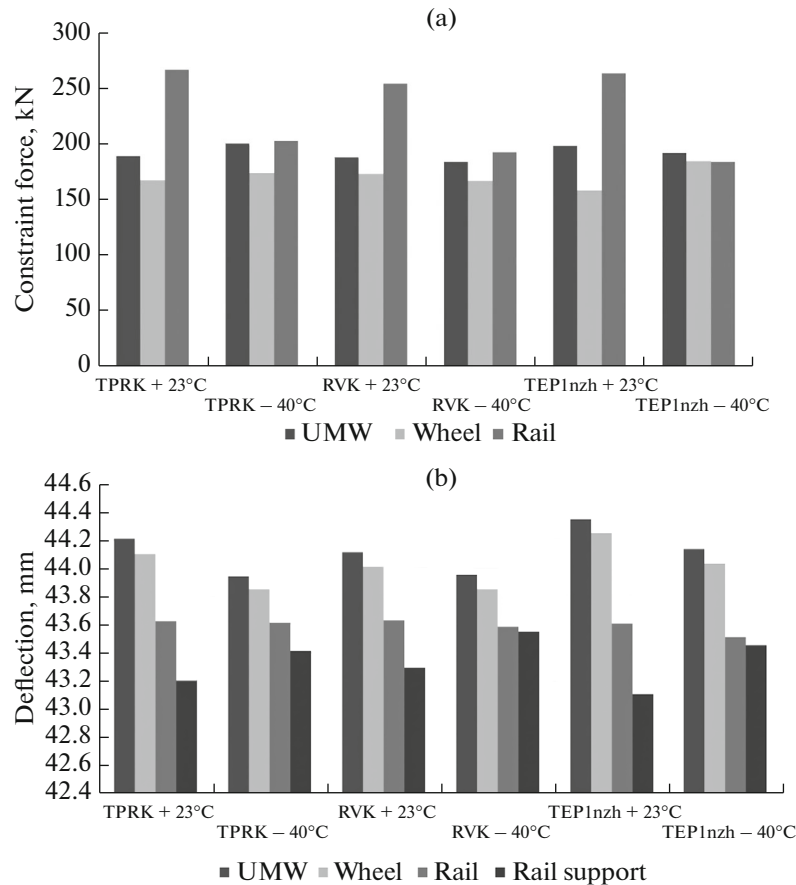 (a)
Constraint force, kN
300
250
200
150
100
50
0
TPRK + 23°C
TPRK – 40°C
RVK + 23°C
RVK – 40°C
TEP1nzh + 23°C
TEP1nzh – 40°C
UMW Wheel Rail
(b)
Deflection, mm
44.6
44.4
44.2
44.0
43.8
43.6
43.4
43.2
43.0
42.8
42.6
42.4
TPRK + 23°C
TPRK – 40°C
RVK + 23°C
RVK – 40°C
TEP1nzh + 23°C
TEP1nzh – 40°C
UMW Wheel Rail Rail support